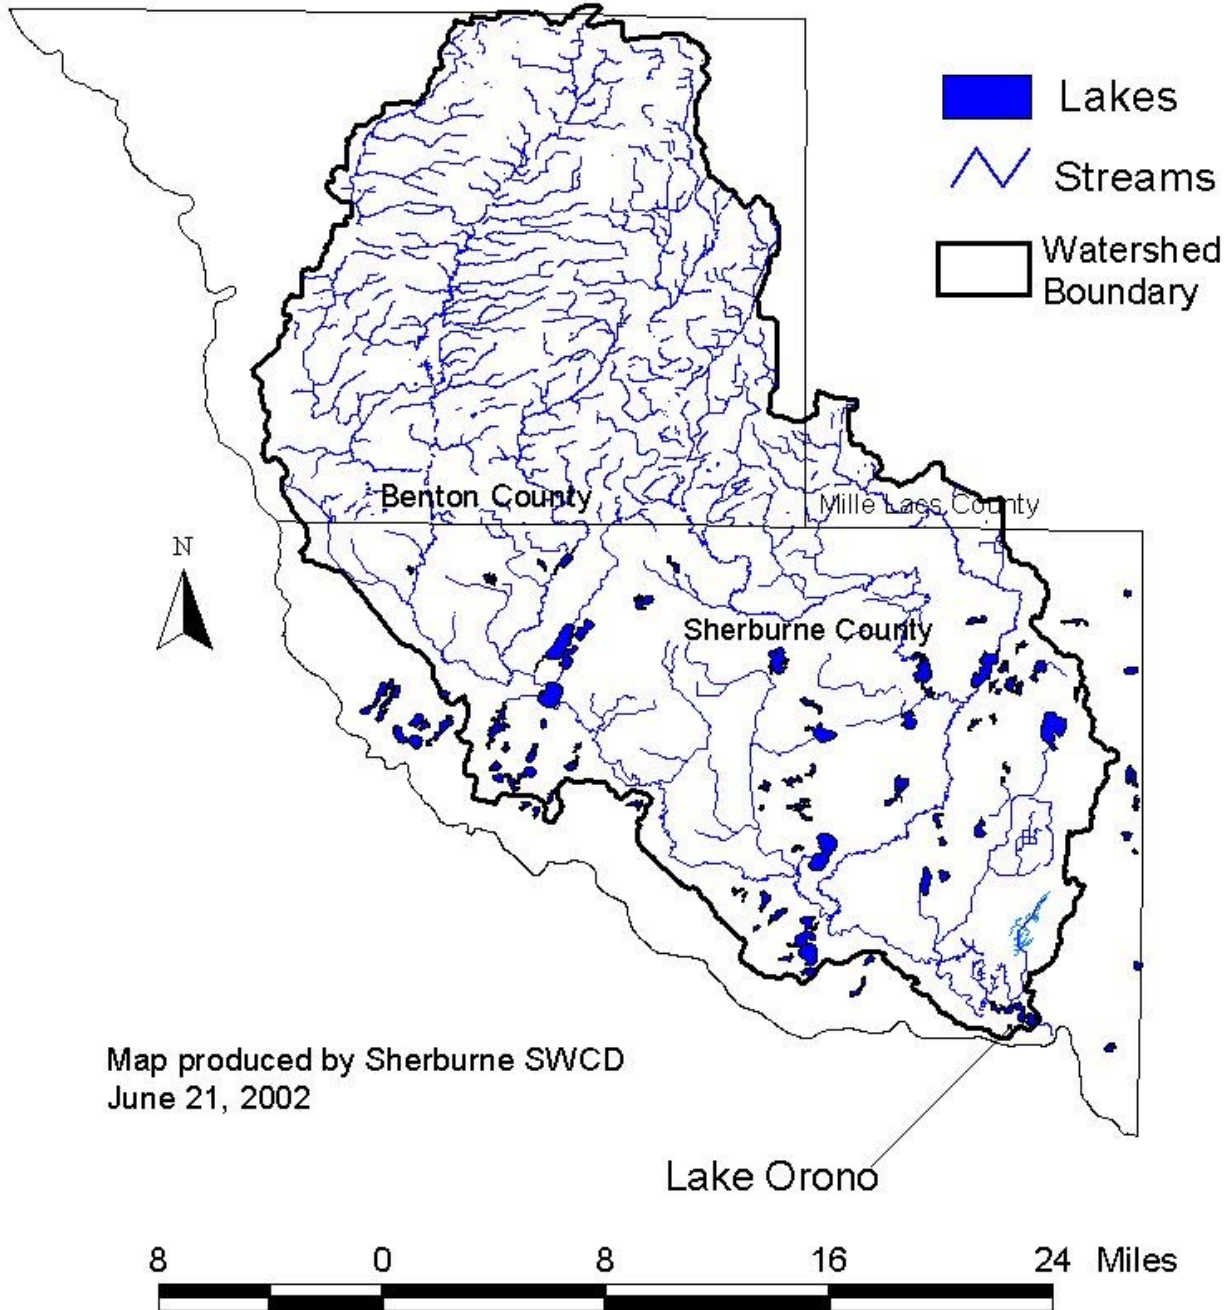 Lakes
Streams
Watershed
Boundary
Benton County
Mille Lacs County
N
Sherburne County
Map produced by Sherburne SWCD
June 21, 2002
Lake Orono
8 0 8 16 24 Miles